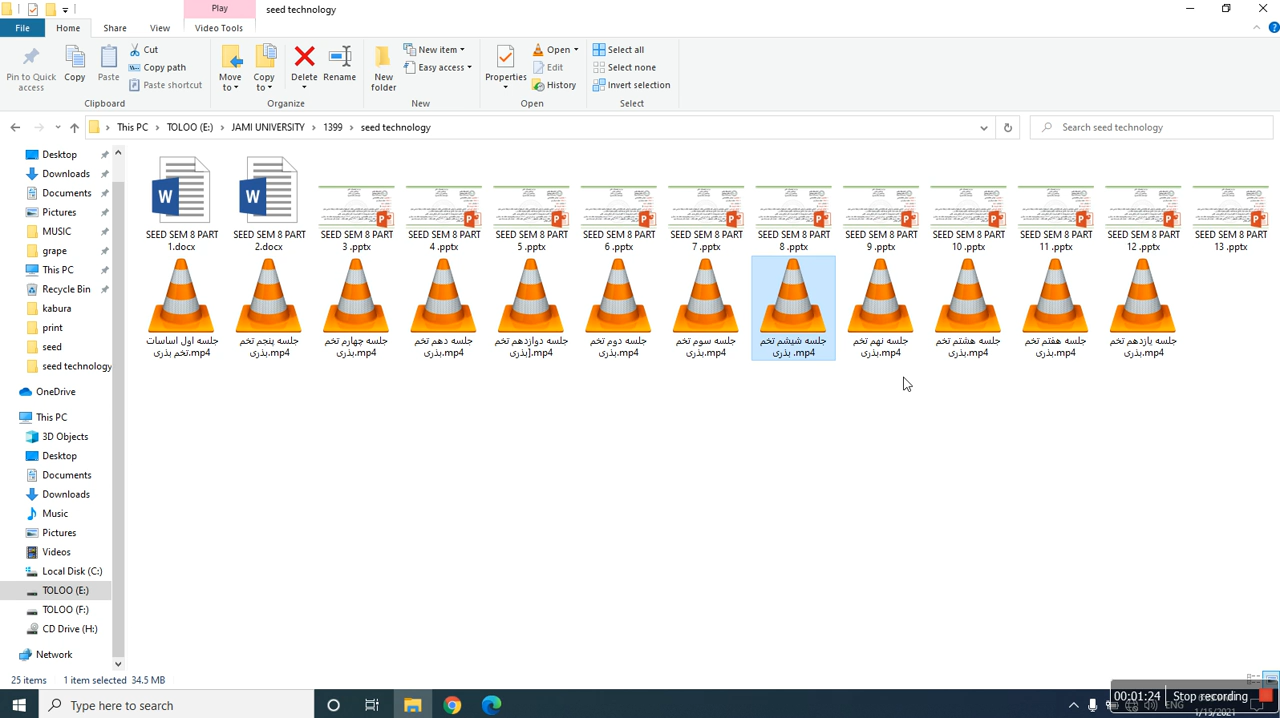 Play
seed technology
File
Home
Share
View
Video Tools
Pin to Quick access
Copy
Paste
Cut
Copy path
Paste shortcut
Clipboard
Move to
Copy to
Delete
Rename
Organize
New folder
New item
Easy access
New
Properties
Open
Edit
History
Open
Select all
Select none
Invert selection
Select
This PC
TOLOO (E:)
JAMI UNIVERSITY
1399
seed technology
Search seed technology
Desktop
Downloads
Documents
Pictures
MUSIC
grape
This PC
Recycle Bin
kabura
print
seed
seed technology
OneDrive
This PC
3D Objects
Desktop
Documents
Downloads
Music
Pictures
Videos
Local Disk (C:)
TOLOO (E:)
TOLOO (F:)
CD Drive (H:)
Network
SEED SEM 8 PART
1.docx
SEED SEM 8 PART
2.docx
SEED SEM 8 PART
3 .pptx
SEED SEM 8 PART
4 .pptx
SEED SEM 8 PART
5 .pptx
SEED SEM 8 PART
6 .pptx
SEED SEM 8 PART
7 .pptx
SEED SEM 8 PART
8 .pptx
SEED SEM 8 PART
9 .pptx
SEED SEM 8 PART
10 .pptx
SEED SEM 8 PART
11 .pptx
SEED SEM 8 PART
12 .pptx
SEED SEM 8 PART
13 .pptx
جلسه اول اساسات
تخم بذری.mp4
جلسه پنجم تخم
بذری.mp4
جلسه چهارم تخم
بذری.mp4
جلسه دهم تخم
بذری.mp4
جلسه دوازدهم تخم
بذری].mp4
جلسه دوم تخم
بذری.mp4
جلسه سوم تخم
بذری.mp4
جلسه شیشم تخم
بذری .mp4
جلسه نهم تخم
بذری.mp4
جلسه هشتم تخم
بذری.mp4
جلسه هفتم تخم
بذری.mp4
جلسه یازدهم تخم
بذری.mp4
25 items
1 item selected 34.5 MB
Type here to search
00:01:24
Stop recording
ENG
1/15/2021